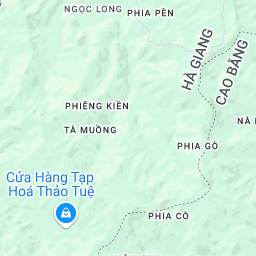 NGỌC LONG
PHIA PÈN
HÀ GIANG
CAO BẰNG
PHIÊNG KIỀN
NÀ
TÀ MUỒNG
PHIA GÒ
Cửa Hàng Tạp
Hoá Thảo Tuệ
PHIA CÒ